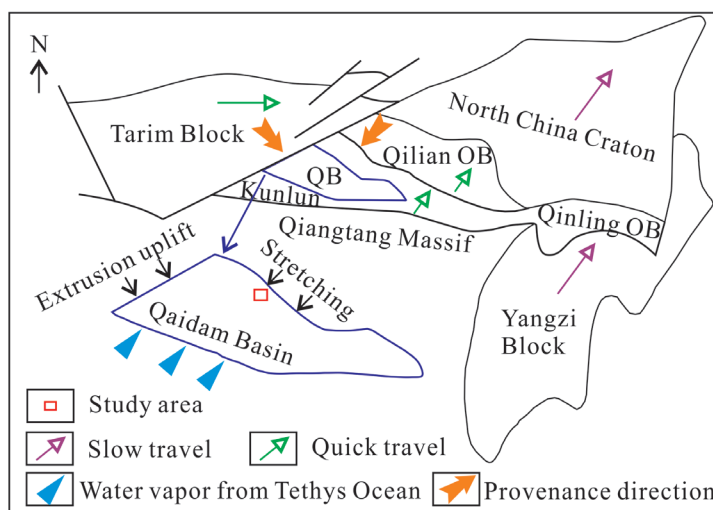 N
Tarim Block
North China Craton
Qilian OB
QB
Kunlun
Qiangtang Massif
Qinling OB
Extrusion uplift
Stretching
Qaidam Basin
Yangzi
Block
Study area
Slow travel
Quick travel
Water vapor from Tethys Ocean
Provenance direction